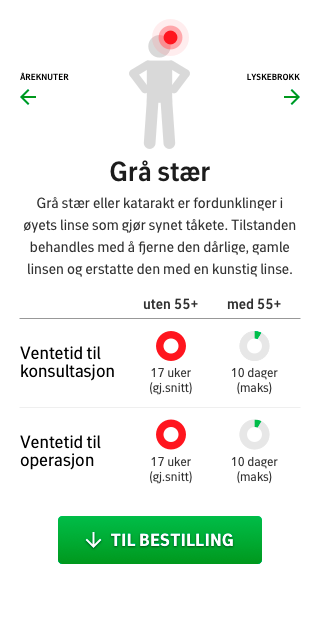 ÅREKNUTER
LYSKEBROKK
Grå stær
Grå stær eller katarakt er fordunklinger i
øyets linse som gjør synet tåkete. Tilstanden
behandles med å fjerne den dårlige, gamle
linsen og erstatte den med en kunstig linse.
uten 55+ med 55+
Ventetid til
konsultasjon
17 uker
(gj.snitt)
10 dager
(maks)
Ventetid til
operasjon
17 uker
(gj.snitt)
10 dager
(maks)
TIL BESTILLING